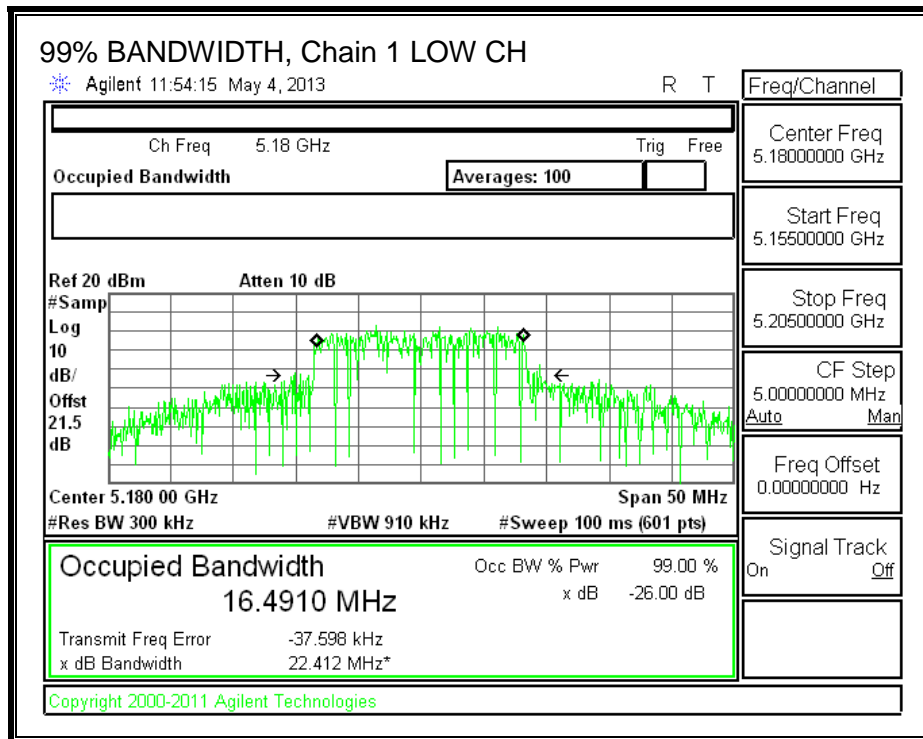 99% BANDWIDTH, Chain 1 LOW CH
Agilent 11:54:15 May 4, 2013 R T
Ch Freq 5.18 GHz Trig Free
Occupied Bandwidth Averages: 100
Ref 20 dBm Atten 10 dB
#Samp
Log
10
dB/
Offst
21.5
dB
Center 5.180 00 GHz Span 50 MHz
#Res BW 300 kHz #VBW 910 kHz #Sweep 100 ms (601 pts)
Occupied Bandwidth Occ BW % Pwr 99.00 %
16.4910 MHz x dB -26.00 dB
Transmit Freq Error -37.598 kHz
x dB Bandwidth 22.412 MHz*
Copyright 2000-2011 Agilent Technologies
Freq/Channel
Center Freq
5.18000000 GHz
Start Freq
5.15500000 GHz
Stop Freq
5.20500000 GHz
CF Step
5.00000000 MHz
Auto Man
Freq Offset
0.00000000 Hz
Signal Track
On Off